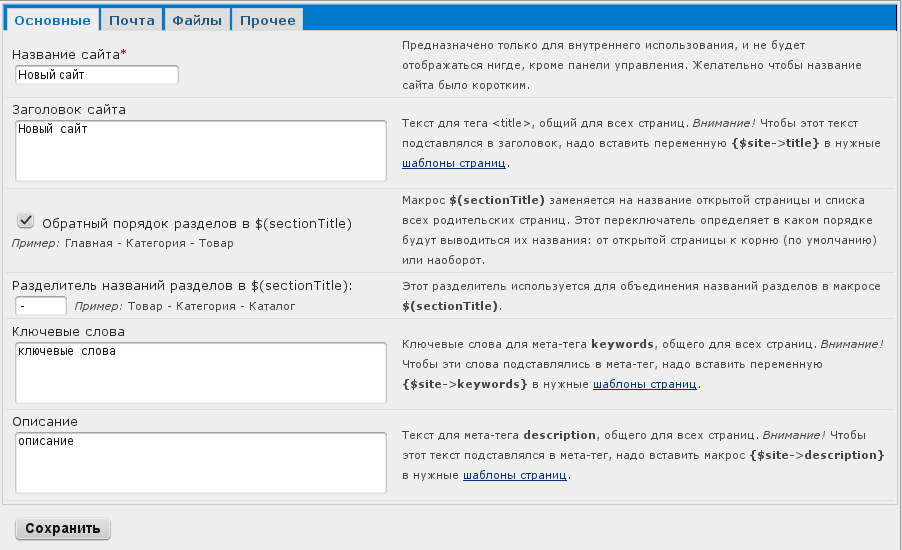 Основные Почта Файлы Прочее
Название сайта*
Новый сайт
Предназначено только для внутреннего использования, и не будет
отображаться нигде, кроме панели управления. Желательно чтобы название
сайта было коротким.
Заголовок сайта
Новый сайт
Текст для тега <title>, общий для всех страниц. Внимание! Чтобы этот текст
подставлялся в заголовок, надо вставить переменную {$site->title} в нужные
шаблоны страниц.
Обратный порядок разделов в $(sectionTitle)
Пример: Главная - Категория - Товар
Макрос $(sectionTitle) заменяется на название открытой страницы и списка
всех родительских страниц. Этот переключатель определяет в каком порядке
будут выводиться их названия: от открытой страницы к корню (по умолчанию)
или наоборот.
Разделитель названий разделов в $(sectionTitle):
- Пример: Товар - Категория - Каталог
Этот разделитель используется для объединения названий разделов в макросе
$(sectionTitle).
Ключевые слова
ключевые слова
Ключевые слова для мета-тега keywords, общего для всех страниц. Внимание!
Чтобы эти слова подставлялись в мета-тег, надо вставить переменную
{$site->keywords} в нужные шаблоны страниц.
Описание
описание
Текст для мета-тега description, общего для всех страниц. Внимание! Чтобы
этот текст подставлялся в мета-тег, надо вставить макрос {$site->description}
в нужные шаблоны страниц.
Сохранить